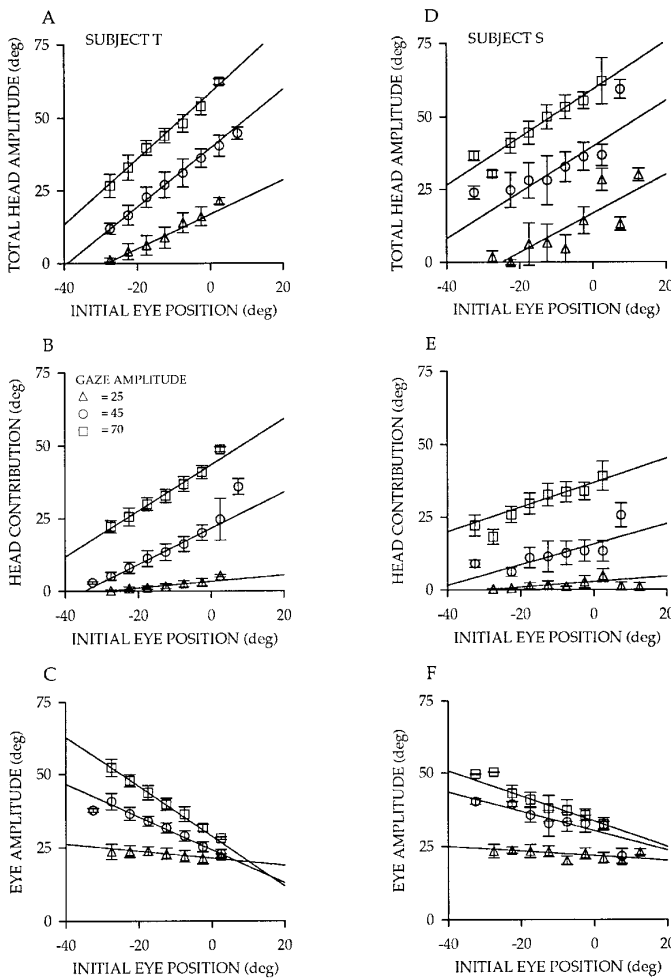 A
SUBJECT T
TOTAL HEAD AMPLITUDE (deg)
75
50
25
0
-40
-20
0
20
INITIAL EYE POSITION (deg)
D
SUBJECT S
TOTAL HEAD AMPLITUDE (deg)
75
50
25
0
-40
-20
0
20
INITIAL EYE POSITION (deg)
B
GAZE AMPLITUDE
= 25
= 45
= 70
HEAD CONTRIBUTION (deg)
75
50
25
0
-40
-20
0
20
INITIAL EYE POSITION (deg)
E
HEAD CONTRIBUTION (deg)
75
50
25
0
-40
-20
0
20
INITIAL EYE POSITION (deg)
C
EYE AMPLITUDE (deg)
75
50
25
0
-40
-20
0
20
INITIAL EYE POSITION (deg)
F
EYE AMPLITUDE (deg)
75
50
25
0
-40
-20
0
20
INITIAL EYE POSITION (deg)